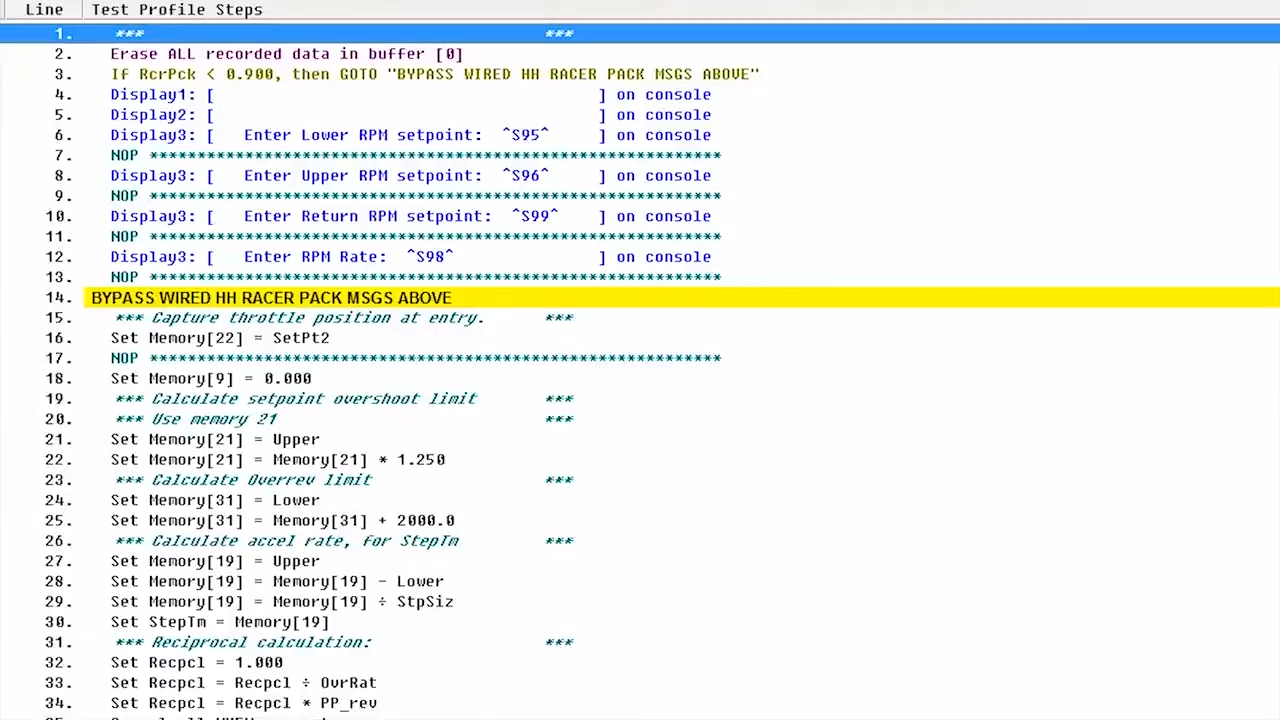 Line Test Profile Steps
1. *** ***
2. Erase ALL recorded data in buffer [0]
3. If RcrPck < 0.900, then GOTO "BYPASS WIRED HH RACER PACK MSGS ABOVE"
4. Display1: [ ] on console
5. Display2: [ ] on console
6. Display3: [ Enter Lower RPM setpoint: ^S95^ ] on console
7. NOP ************************************************************
8. Display3: [ Enter Upper RPM setpoint: ^S96^ ] on console
9. NOP ************************************************************
10. Display3: [ Enter Return RPM setpoint: ^S99^ ] on console
11. NOP ************************************************************
12. Display3: [ Enter RPM Rate: ^S98^ ] on console
13. NOP ************************************************************
14. BYPASS WIRED HH RACER PACK MSGS ABOVE
15. *** Capture throttle position at entry. ***
16. Set Memory[22] = SetPt2
17. NOP ************************************************************
18. Set Memory[9] = 0.000
19. *** Calculate setpoint overshoot limit ***
20. *** Use memory 21 ***
21. Set Memory[21] = Upper
22. Set Memory[21] = Memory[21] * 1.250
23. *** Calculate Overrev limit ***
24. Set Memory[31] = Lower
25. Set Memory[31] = Memory[31] + 2000.0
26. *** Calculate accel rate, for StepTm ***
27. Set Memory[19] = Upper
28. Set Memory[19] = Memory[19] - Lower
29. Set Memory[19] = Memory[19] ÷ StpSiz
30. Set StepTm = Memory[19]
31. *** Reciprocal calculation: ***
32. Set Recpcl = 1.000
33. Set Recpcl = Recpcl ÷ OvrRat
34. Set Recpcl = Recpcl * PP_rev